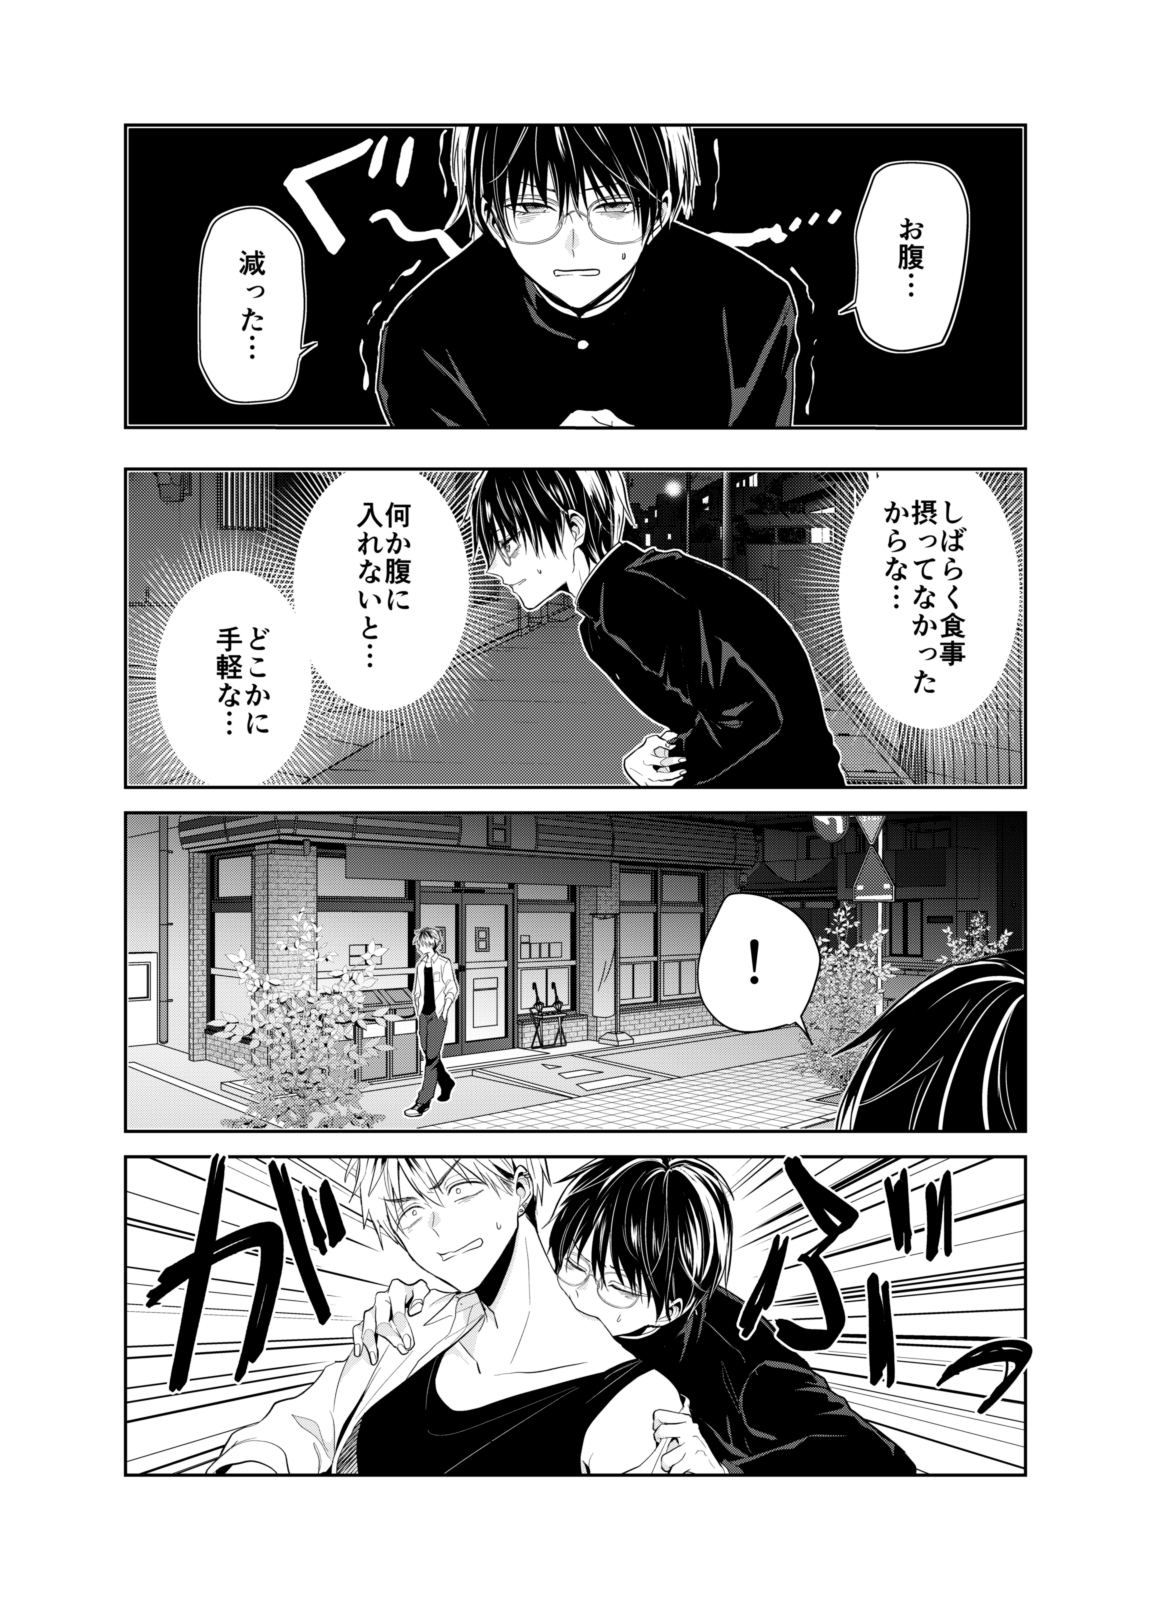 お腹…
減った…
ぐ〜
しばらく食事
摂ってなかった
からな…
何か腹に
入れないと…
どこかに
手軽な…
！
がぶっ